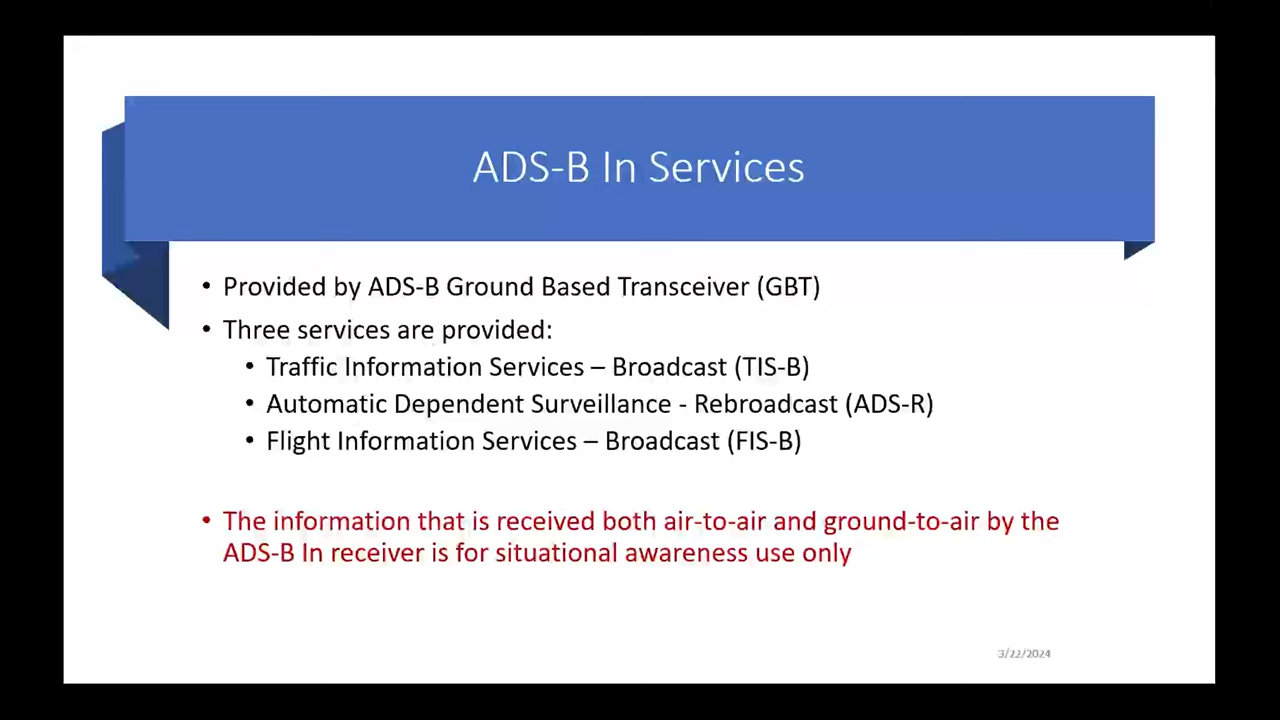 ADS-B In Services
• Provided by ADS-B Ground Based Transceiver (GBT)
• Three services are provided:
• Traffic Information Services – Broadcast (TIS-B)
• Automatic Dependent Surveillance - Rebroadcast (ADS-R)
• Flight Information Services – Broadcast (FIS-B)
• The information that is received both air-to-air and ground-to-air by the
ADS-B In receiver is for situational awareness use only
3/22/2024